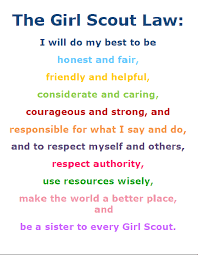 The Girl Scout Law:
I will do my best to be
honest and fair,
friendly and helpful,
considerate and caring,
courageous and strong, and
responsible for what I say and do,
and to respect myself and others,
respect authority,
use resources wisely,
make the world a better place,
and
be a sister to every Girl Scout.